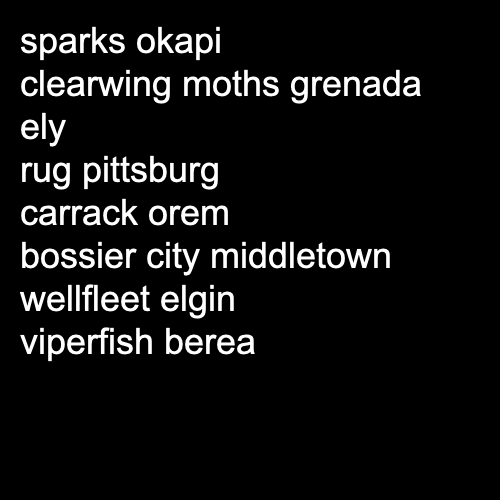 sparks okapi
clearwing moths grenada
ely
rug pittsburg
carrack orem
bossier city middletown
wellfleet elgin
viperfish berea